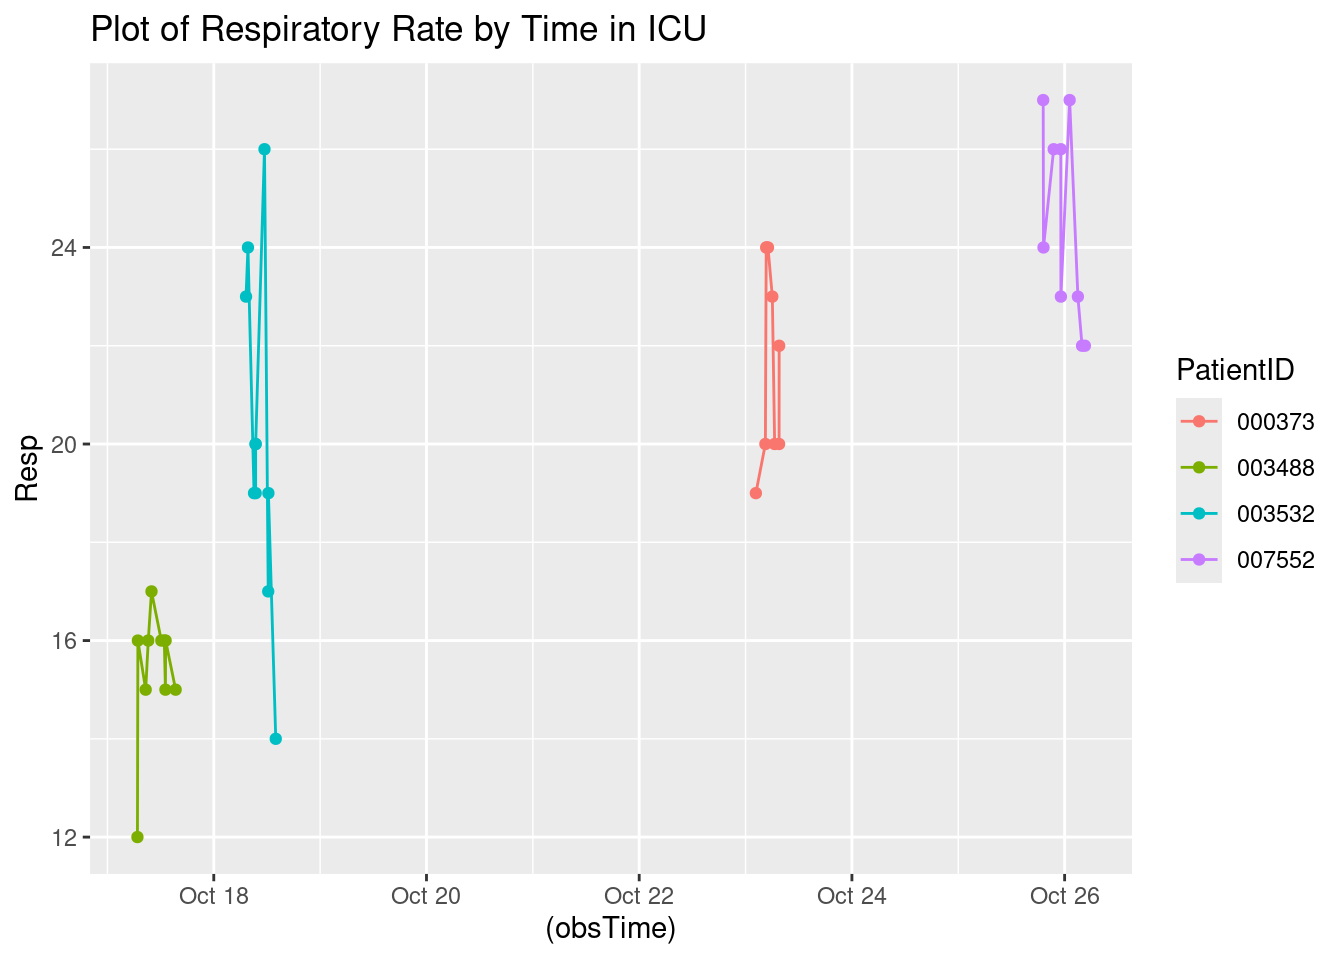 Plot of Respiratory Rate by Time in ICU
24
20
16
12
Resp
Oct 18
Oct 20
Oct 22
Oct 24
Oct 26
(obsTime)
PatientID
000373
003488
003532
007552